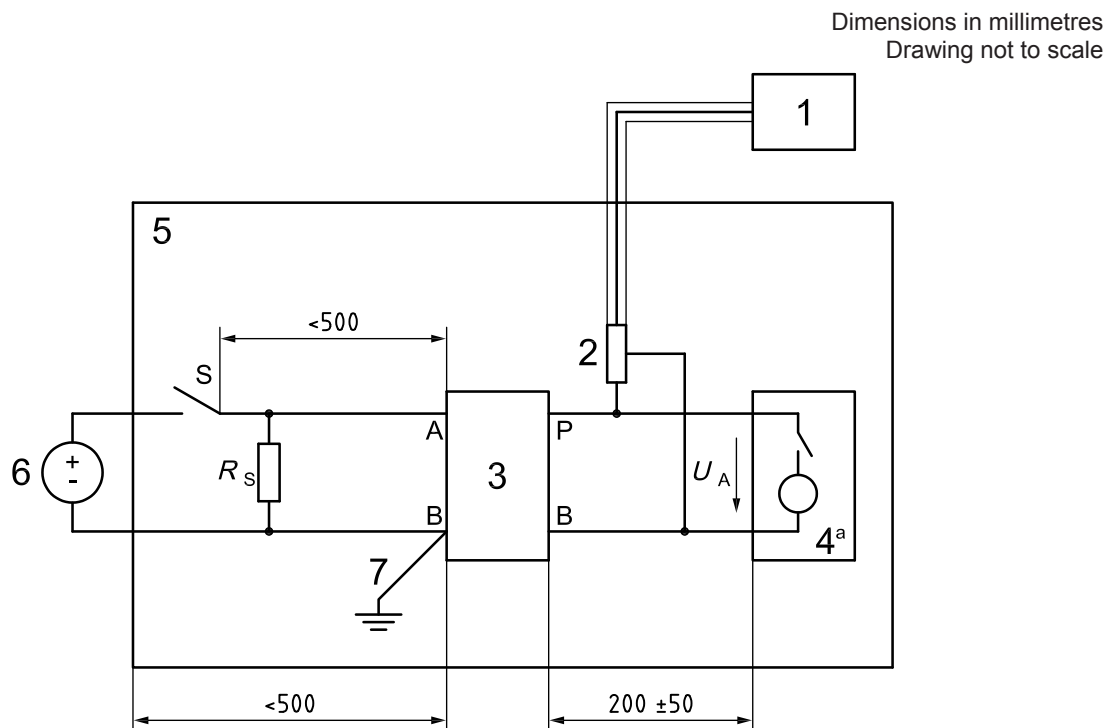 Dimensions in millimetres
Drawing not to scale
1
5
<500
2
S
A
P
6
+
-
R S
3
U A
B
B
4a
7
<500
200 ±50